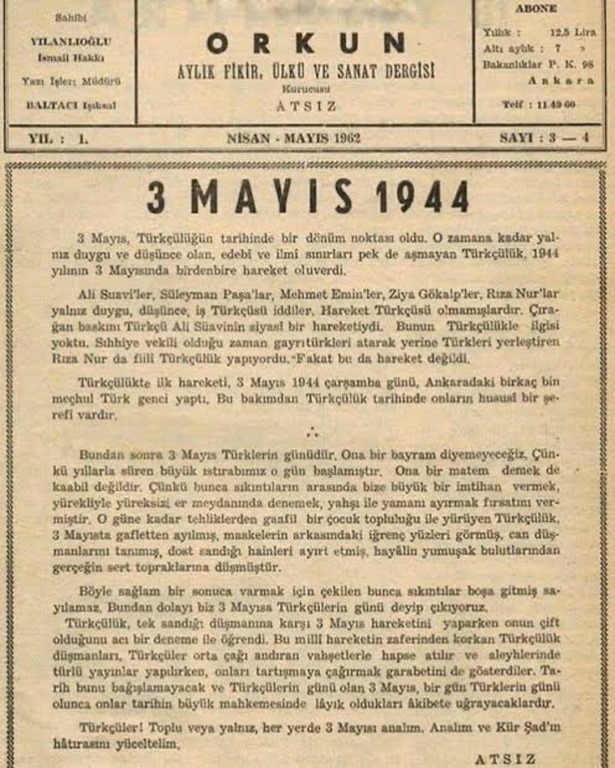 Sahibi
YILANLIOĞLU
İsmail Hakkı
Yazı İşleri Müdürü
BALTACI Işıksal
ORKUN
AYLIK FİKİR, ÜLKÜ VE SANAT DERGİSİ
Kurucusu
ATSIZ
ABONE
Yıllık : 12,5 Lira
Altı aylık : 7 »
Bakanlıklar P. K. 98
Ankara
Telf : 11 49 60
YIL : 1. NİSAN - MAYIS 1962 SAYI : 3 — 4
3 MAYIS 1944
3 Mayıs, Türkçülüğün tarihinde bir dönüm noktası oldu. O zamana kadar yal-
nız duygu ve düşünce olan, edebi ve ilmi sınırları pek de aşmayan Türkçülük, 1944
yılının 3 Mayısında birdenbire hareket oluverdi.
Ali Suavi'ler, Süleyman Paşa'lar, Mehmet Emin'ler, Ziya Gökalp'ler, Rıza Nur'lar
yalnız duygu, düşünce, iş Türkçüsü iddiler. Hareket Türkçüsü olmamışlardır. Çıra-
ğan baskını Türkçü Ali Süavinin siyasî bir hareketiydi. Bunun Türkçülükle ilgisi
yoktu. Sıhhiye vekili olduğu zaman gayrıtürkleri atarak yerine Türkleri yerleştiren
Rıza Nur da fiilî Türkçülük yapıyordu. Fakat bu da hareket değildi.
Türkçülükte ilk hareketi, 3 Mayıs 1944 çarşamba günü, Ankaradaki birkaç bin
meçhul Türk genci yaptı. Bu bakımdan Türkçülük tarihinde onların hususî bir şe-
refi vardır.
∴
Bundan sonra 3 Mayıs Türklerin günüdür. Ona bir bayram diyemeyeceğiz, Çün-
kü yıllarla süren büyük ıstırabımız o gün başlamıştır. Ona bir matem demek de
kaabil değildir. Çünkü bunca sıkıntıların arasında bize büyük bir imtihan vermek,
yürekliyle yüreksizi er meydanında denemek, yahşi ile yamanı ayırmak fırsatını ver-
miştir. O güne kadar tehliklerden gaafil bir çocuk topluluğu ile yürüyen Türkçülük,
3 Mayısta gafletten ayılmış, maskelerin arkasındaki iğrenç yüzleri görmüş, can düş-
manlarını tanımış, dost sandığı hainleri ayırt etmiş, hayâlin yumuşak bulutlarından
gerçeğin sert topraklarına düşmüştür.
Böyle sağlam bir sonuca varmak için çekilen bunca sıkıntılar boşa gitmiş sa-
yılamaz. Bundan dolayı biz 3 Mayısa Türkçülerin günü deyip çıkıyoruz.
Türkçülük, tek sandığı düşmanına karşı 3 Mayıs hareketini yaparken onun çift
olduğunu acı bir deneme ile öğrendi. Bu millî hareketin zaferinden korkan Türkçülük
düşmanları, Türkçüler orta çağı andıran vahşetlerle hapse atılır ve aleyhlerinde
türlü yayınlar yapılırken, onları tartışmaya çağırmak garabetini de gösterdiler. Ta-
rih bunu bağışlamayacak ve Türkçülerin günü olan 3 Mayıs, bir gün Türklerin günü
olunca onlar tarihin büyük mahkemesinde lâyık oldukları âkibete uğrayacaklardır.
Türkçüler! Toplu veya yalnız, her yerde 3 Mayısı analım. Analım ve Kür Şad'ın
hâtırasını yüceltelim.
ATSIZ